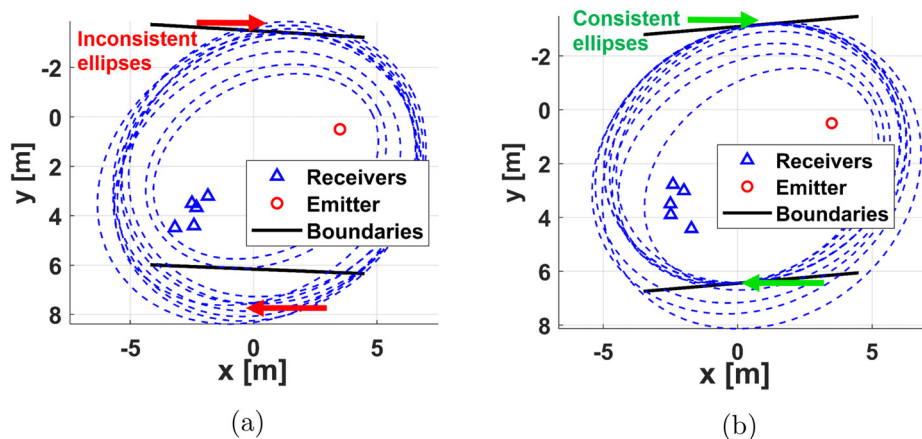 Inconsistent
ellipses
-2
0
2
4
6
8
y [m]
Receivers
Emitter
Boundaries
-5
0
5
x [m]
(a)
Consistent
ellipses
-2
0
2
4
6
8
y [m]
Receivers
Emitter
Boundaries
-5
0
5
x [m]
(b)